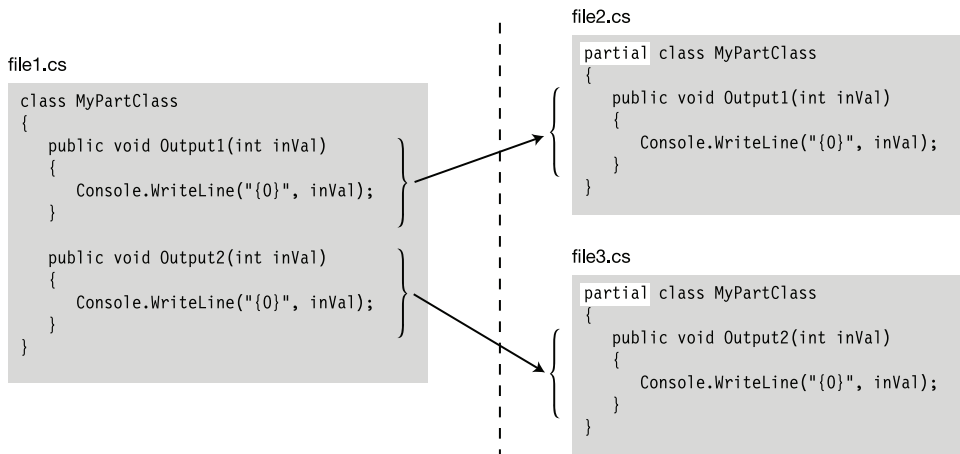 file1.cs
class MyPartClass
{
   public void Output1(int inVal)
   {
      Console.WriteLine("{0}", inVal);
   }

   public void Output2(int inVal)
   {
      Console.WriteLine("{0}", inVal);
   }
}
file2.cs
partial class MyPartClass
{
   public void Output1(int inVal)
   {
      Console.WriteLine("{0}", inVal);
   }
}
file3.cs
partial class MyPartClass
{
   public void Output2(int inVal)
   {
      Console.WriteLine("{0}", inVal);
   }
}